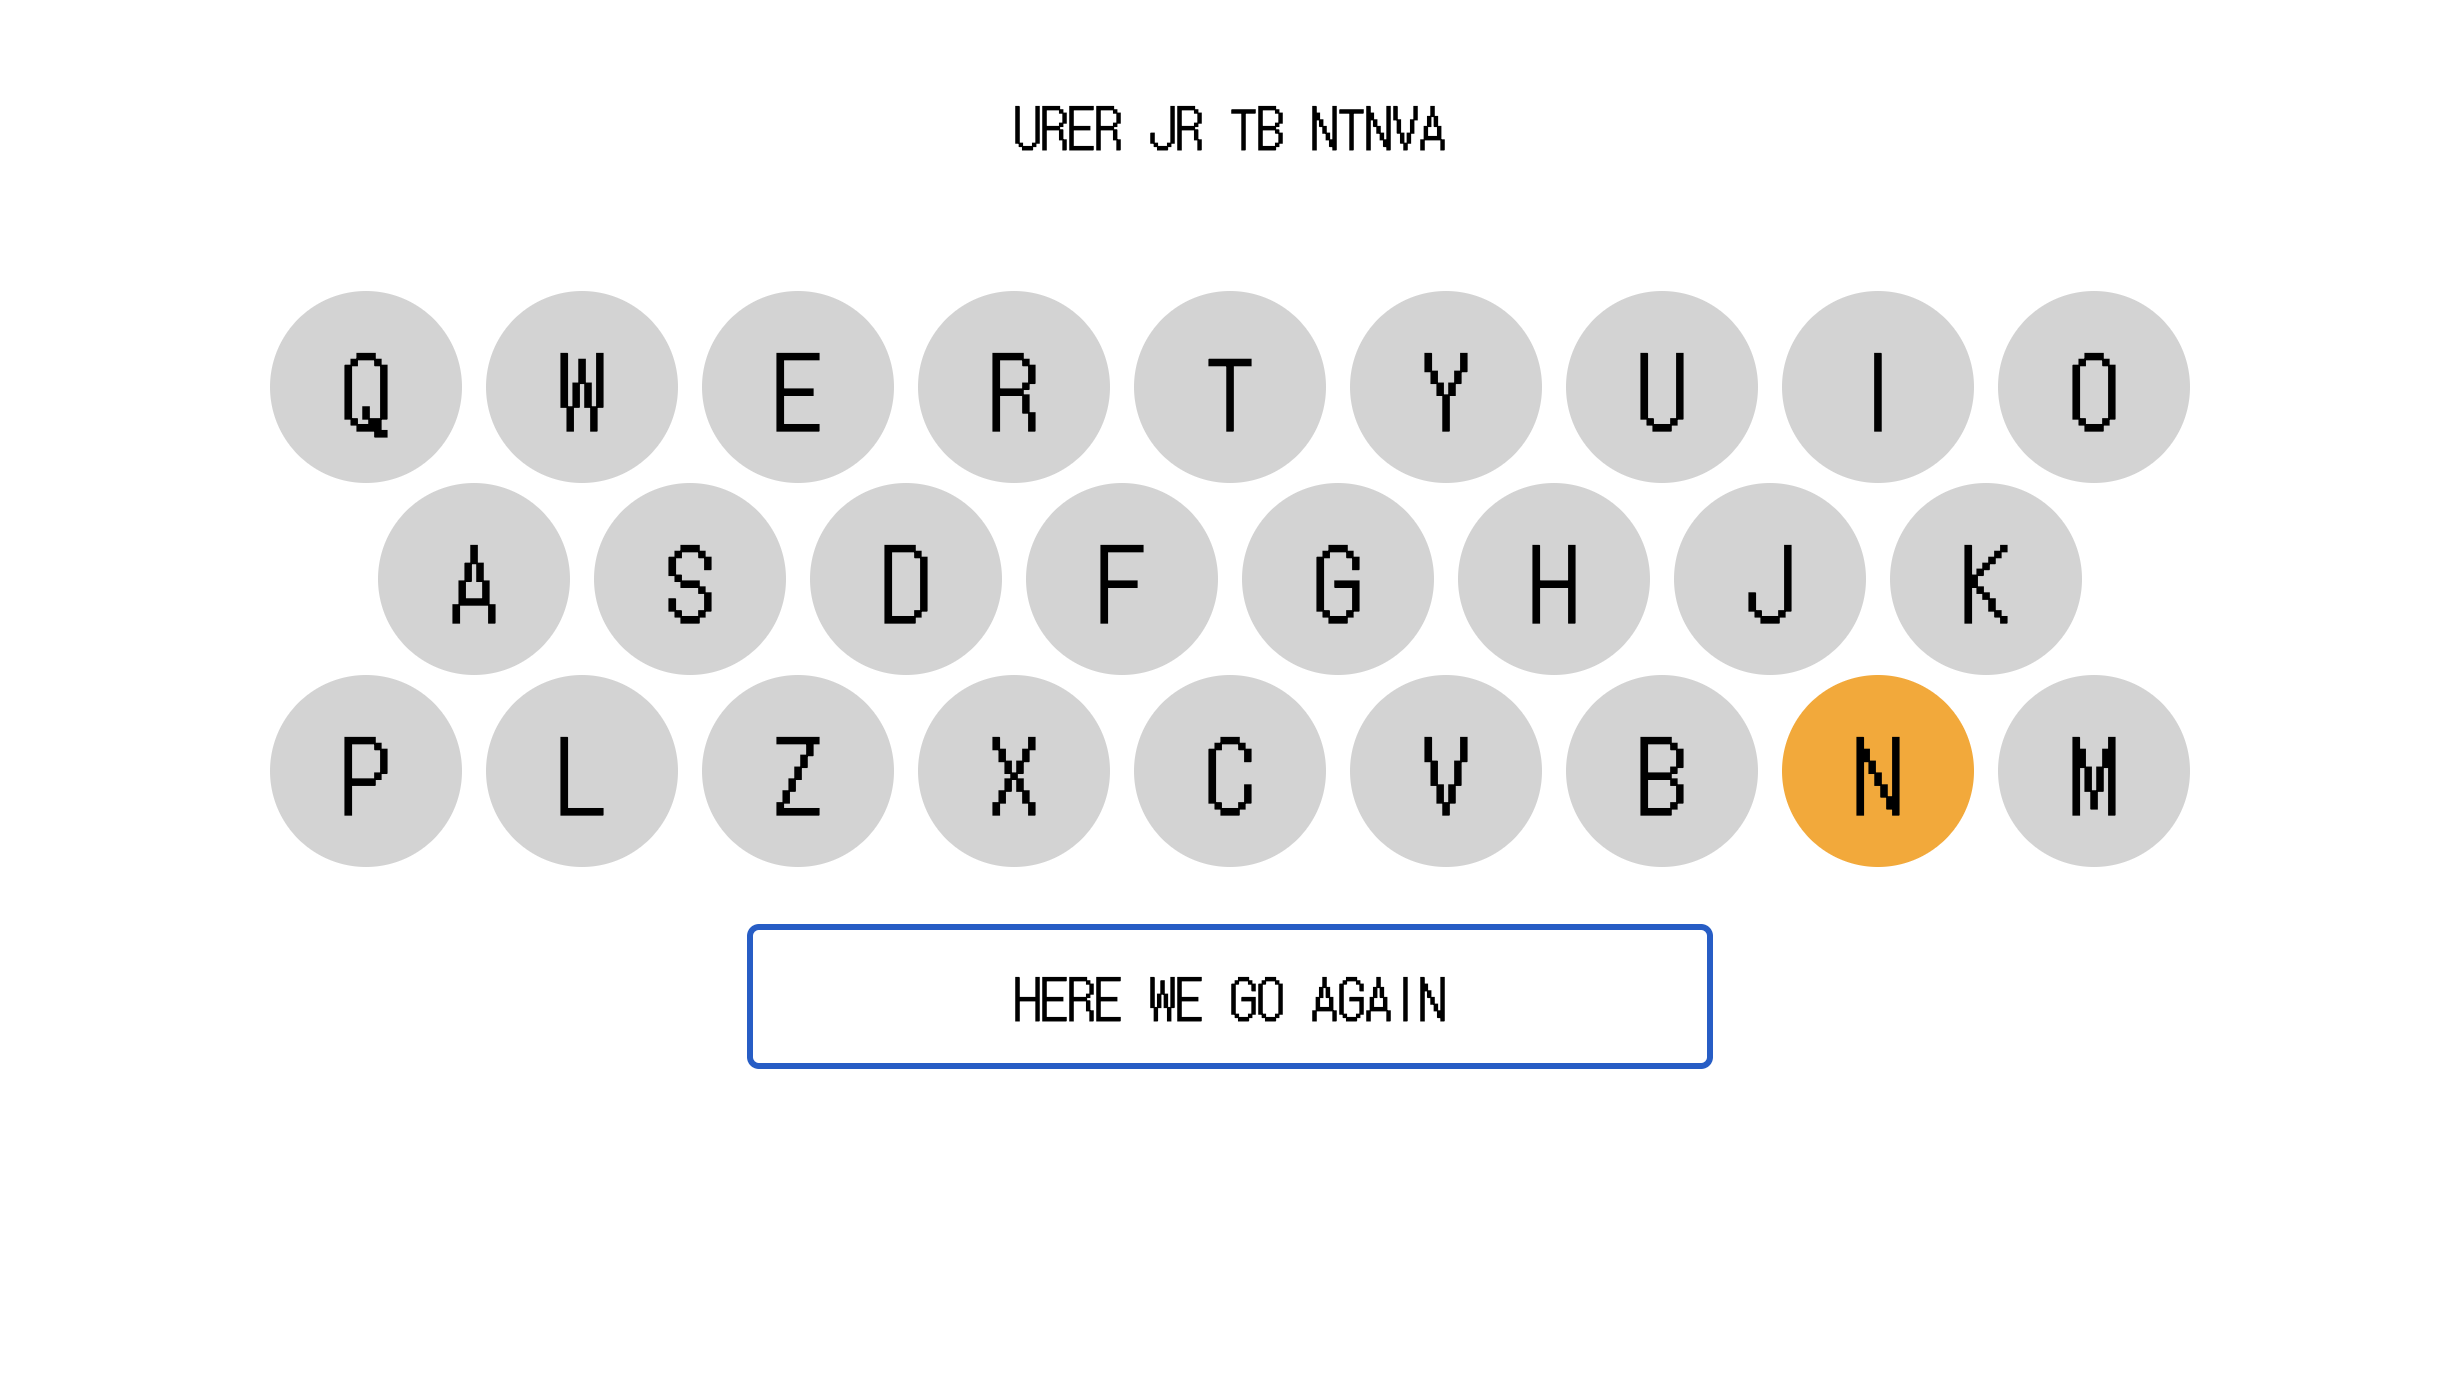 URER JR TB NTNVA
Q W E R T Y U I O
A S D F G H J K
P L Z X C V B N M
HERE WE GO AGAIN